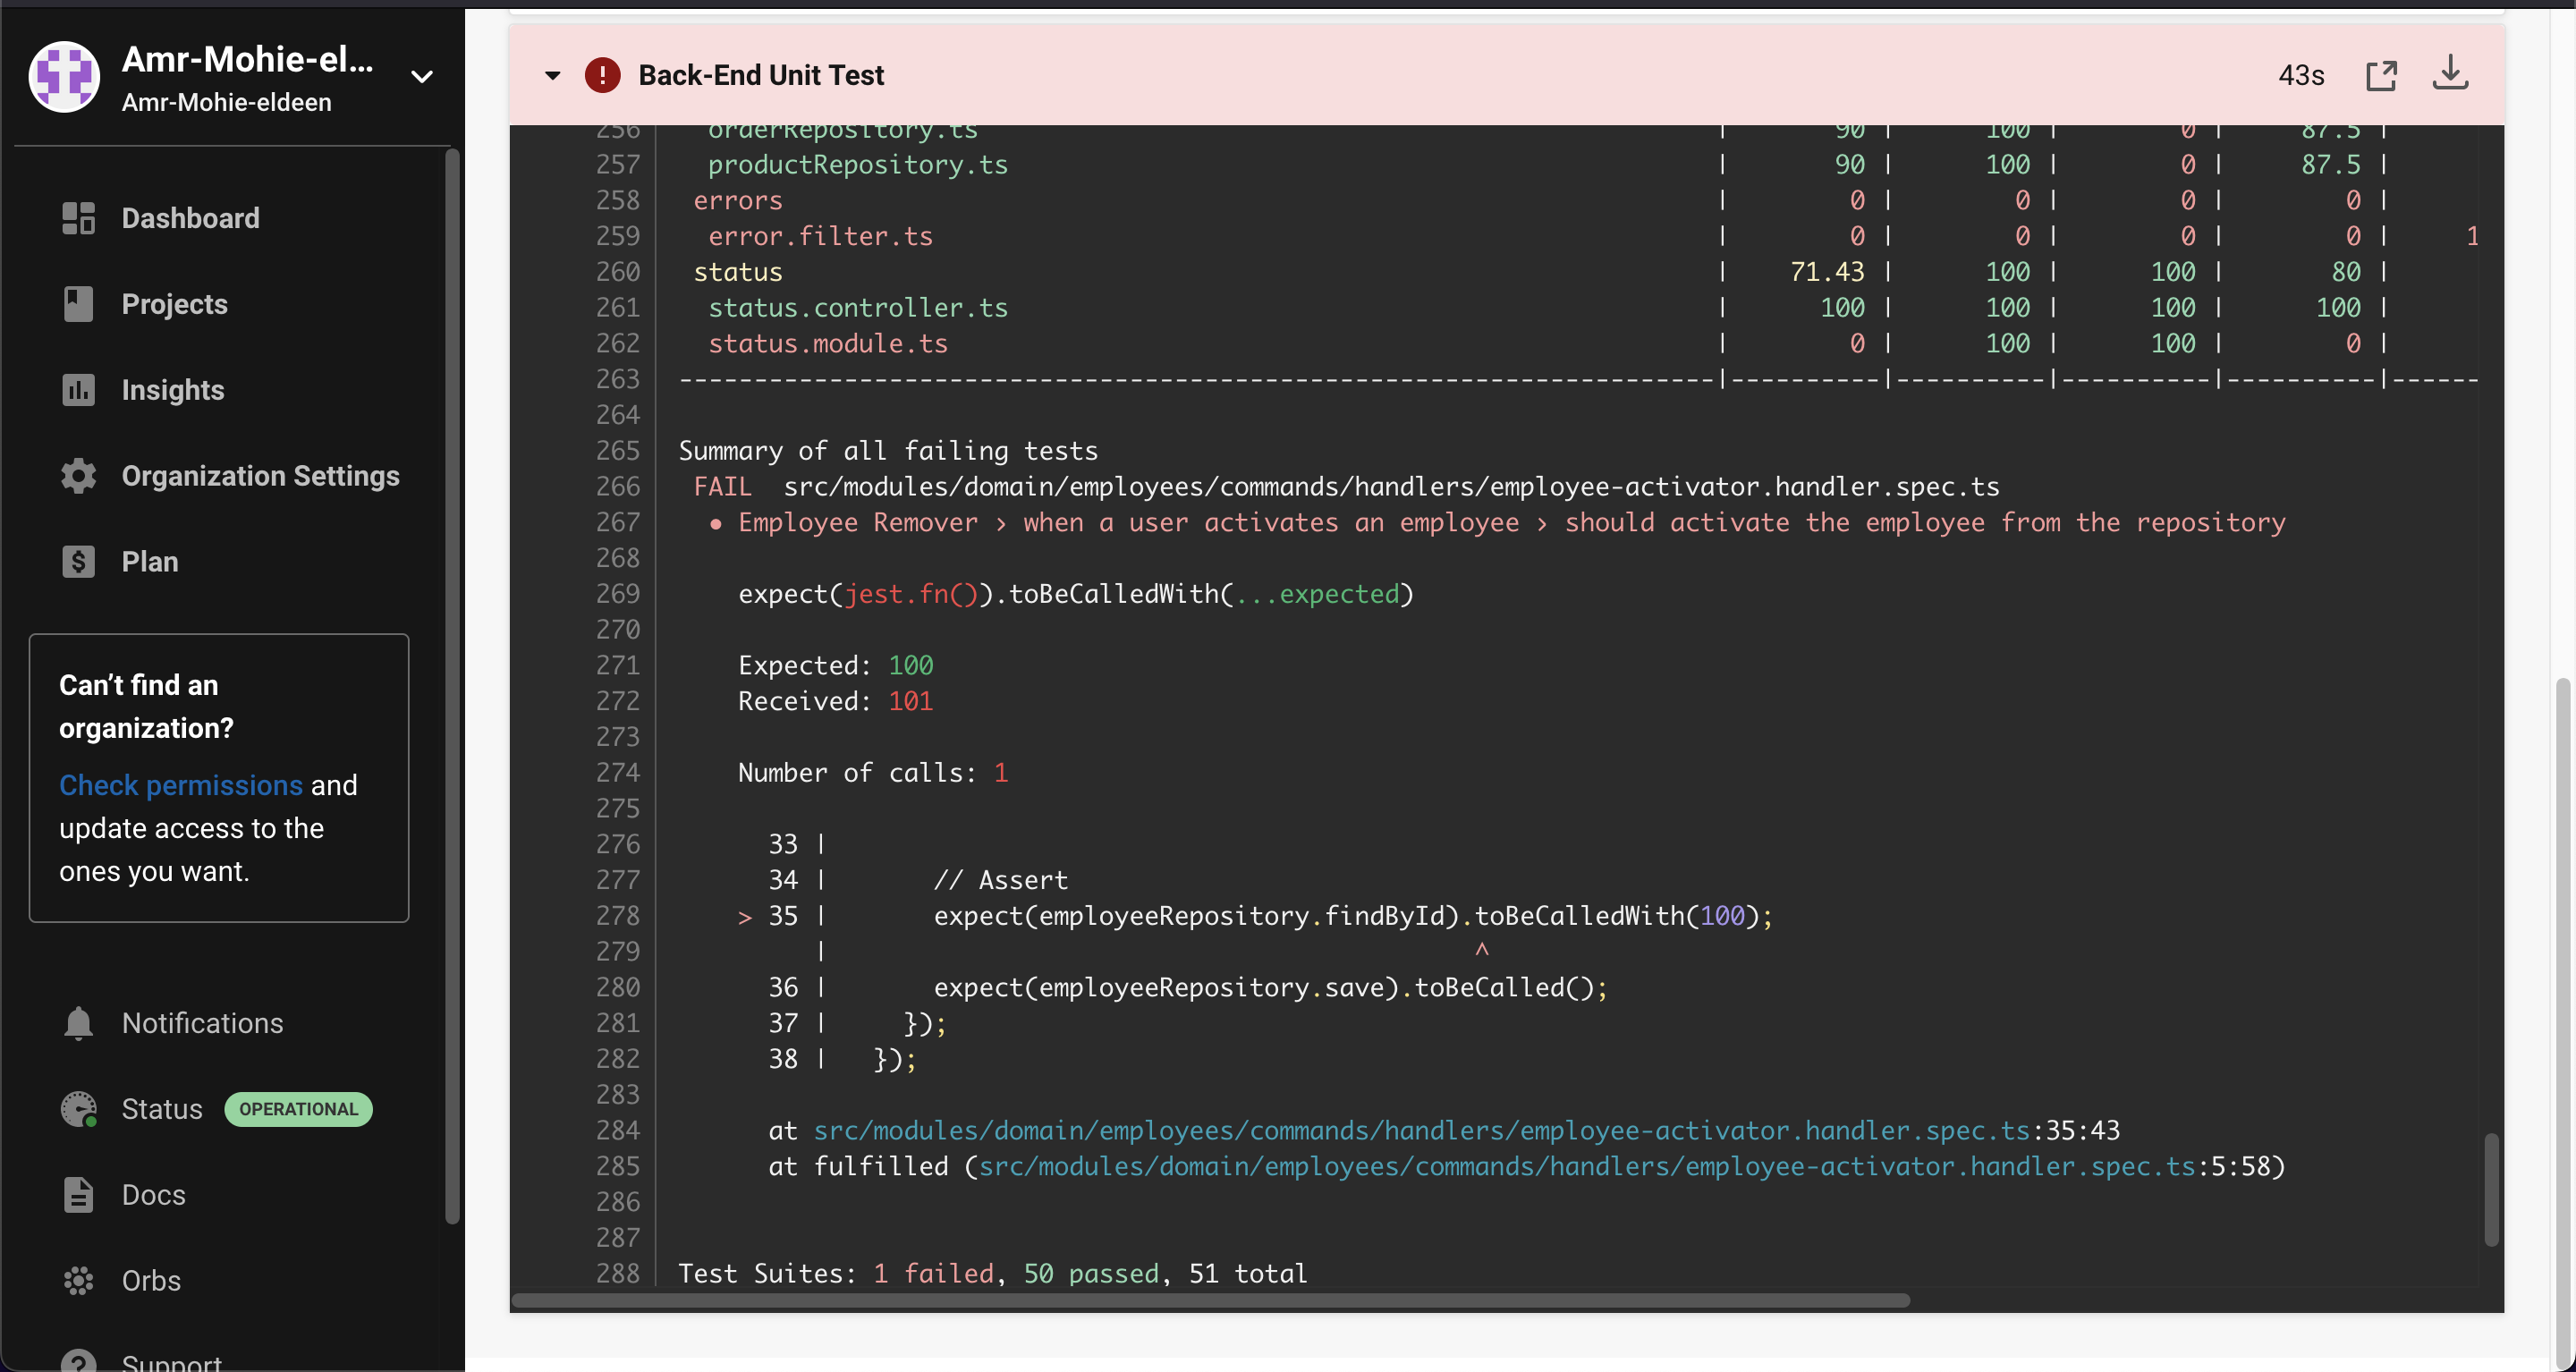 Amr-Mohie-el...
Amr-Mohie-eldeen
Dashboard
Projects
Insights
Organization Settings
Plan
Can’t find an
organization?
Check permissions and
update access to the
ones you want.
Notifications
Status OPERATIONAL
Docs
Orbs
Support
Back-End Unit Test 43s
256 orderRepository.ts | 90 | 100 | 0 | 87.5 |
257 productRepository.ts | 90 | 100 | 0 | 87.5 |
258 errors | 0 | 0 | 0 | 0 |
259 error.filter.ts | 0 | 0 | 0 | 0 | 1
260 status | 71.43 | 100 | 100 | 80 |
261 status.controller.ts | 100 | 100 | 100 | 100 |
262 status.module.ts | 0 | 100 | 100 | 0 |
263 ---------------------------------------------------------------------|----------|----------|----------|----------|------
264
265 Summary of all failing tests
266 FAIL src/modules/domain/employees/commands/handlers/employee-activator.handler.spec.ts
267 ● Employee Remover › when a user activates an employee › should activate the employee from the repository
268
269 expect(jest.fn()).toBeCalledWith(...expected)
270
271 Expected: 100
272 Received: 101
273
274 Number of calls: 1
275
276 33 |
277 34 | // Assert
278 > 35 | expect(employeeRepository.findById).toBeCalledWith(100);
279 | ^
280 36 | expect(employeeRepository.save).toBeCalled();
281 37 | });
282 38 | });
283
284 at src/modules/domain/employees/commands/handlers/employee-activator.handler.spec.ts:35:43
285 at fulfilled (src/modules/domain/employees/commands/handlers/employee-activator.handler.spec.ts:5:58)
286
287
288 Test Suites: 1 failed, 50 passed, 51 total